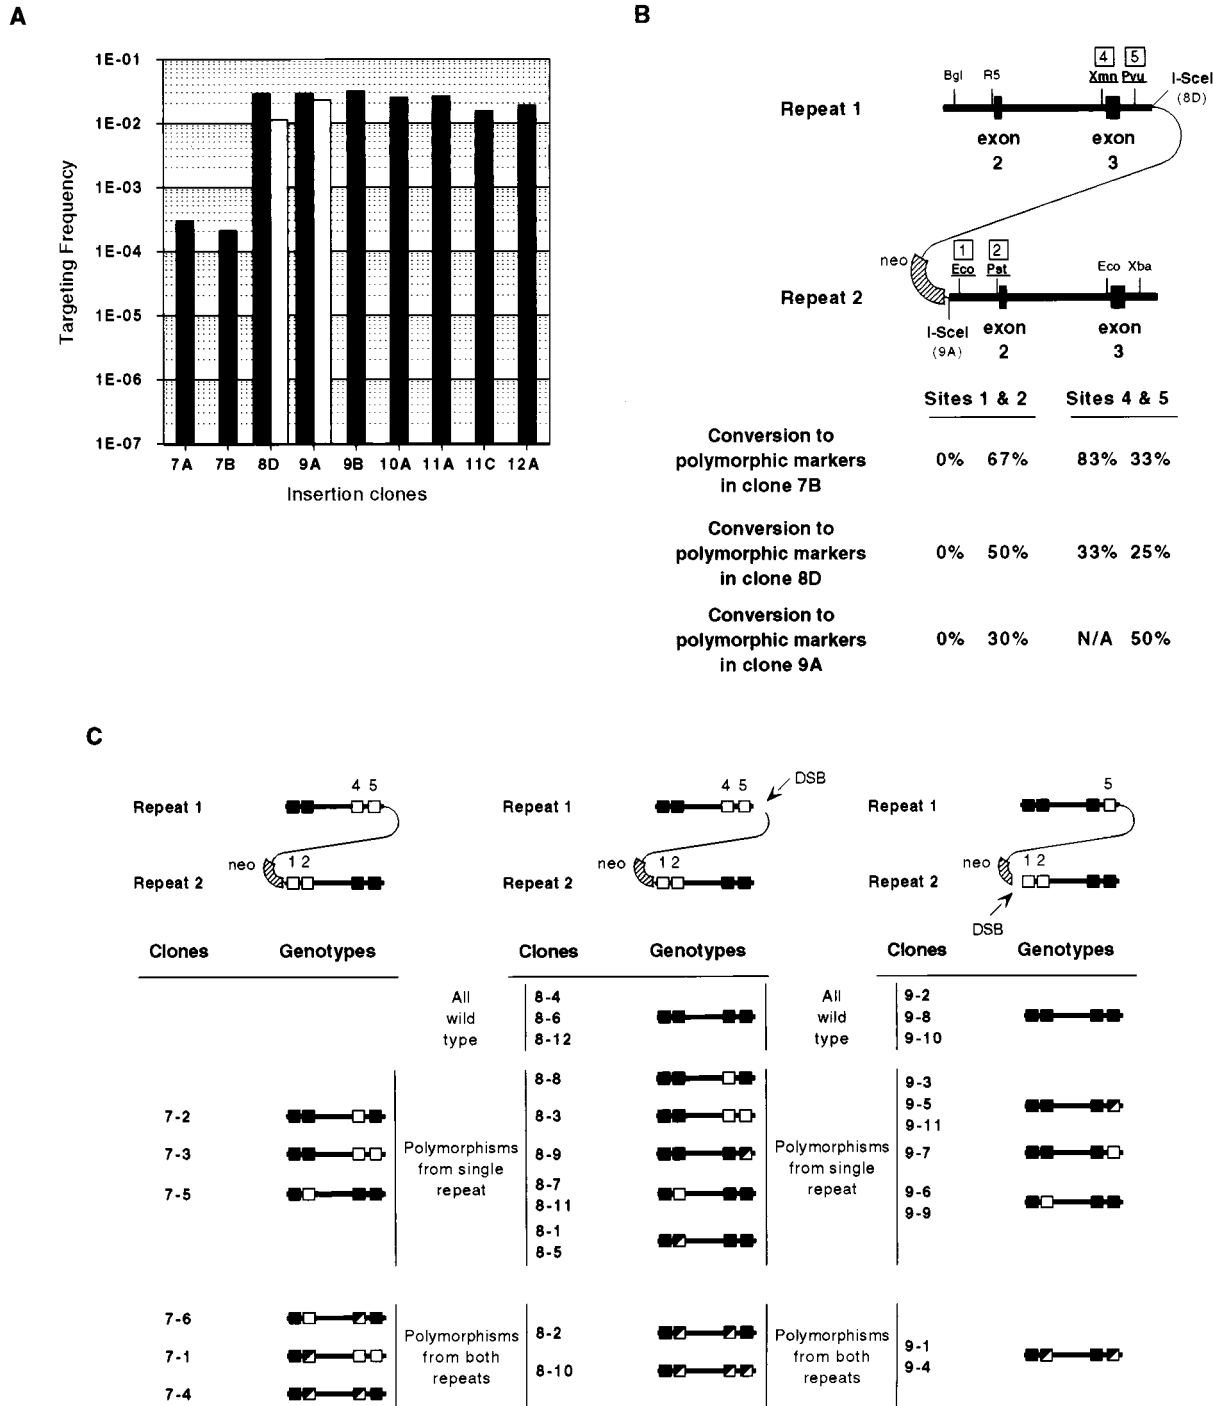 A
1E-01
1E-02
1E-03
1E-04
1E-05
1E-06
1E-07
Targeting Frequency
7A 7B 8D 9A 9B 10A 11A 11C 12A
Insertion clones
B
4 5
Bgl R5 Xmn Pvu I-SceI
(8D)
Repeat 1
exon exon
2 3
neo
1 2
Eco Pst Eco Xba
Repeat 2
I-SceI exon exon
(9A) 2 3
Sites 1 & 2 Sites 4 & 5
Conversion to
polymorphic markers 0% 67% 83% 33%
in clone 7B
Conversion to
polymorphic markers 0% 50% 33% 25%
in clone 8D
Conversion to
polymorphic markers 0% 30% N/A 50%
in clone 9A
C
4 5
Repeat 1
neo 1 2
Repeat 2
Clones Genotypes
7-2
7-3
7-5
7-6
7-1
7-4
4 5 DSB
Repeat 1
neo 1 2
Repeat 2
Clones Genotypes
All
wild
type
8-4
8-6
8-12
Polymorphisms
from single
repeat
8-8
8-3
8-9
8-7
8-11
8-1
8-5
Polymorphisms
from both
repeats
8-2
8-10
5
Repeat 1
neo 1 2
Repeat 2
DSB
Clones Genotypes
All
wild
type
9-2
9-8
9-10
Polymorphisms
from single
repeat
9-3
9-5
9-11
9-7
9-6
9-9
Polymorphisms
from both
repeats
9-1
9-4